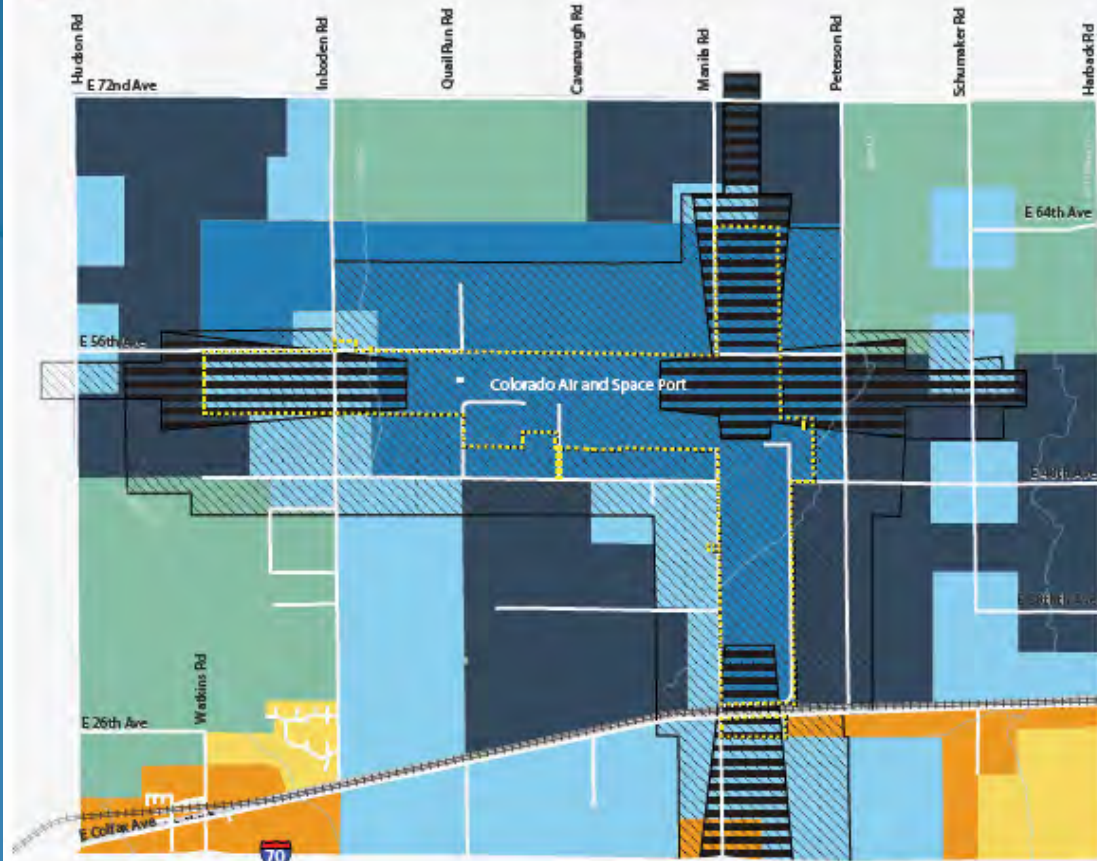 Hudson Rd
Inboden Rd
Quail Run Rd
Cavanaugh Rd
Manila Rd
Peterson Rd
Schumaker Rd
Harback Rd
E 72nd Ave
E 64th Ave
E 56th Ave
Colorado Air and Space Port
E 48th Ave
Watkins Rd
E 26th Ave
E Colfax Ave
70